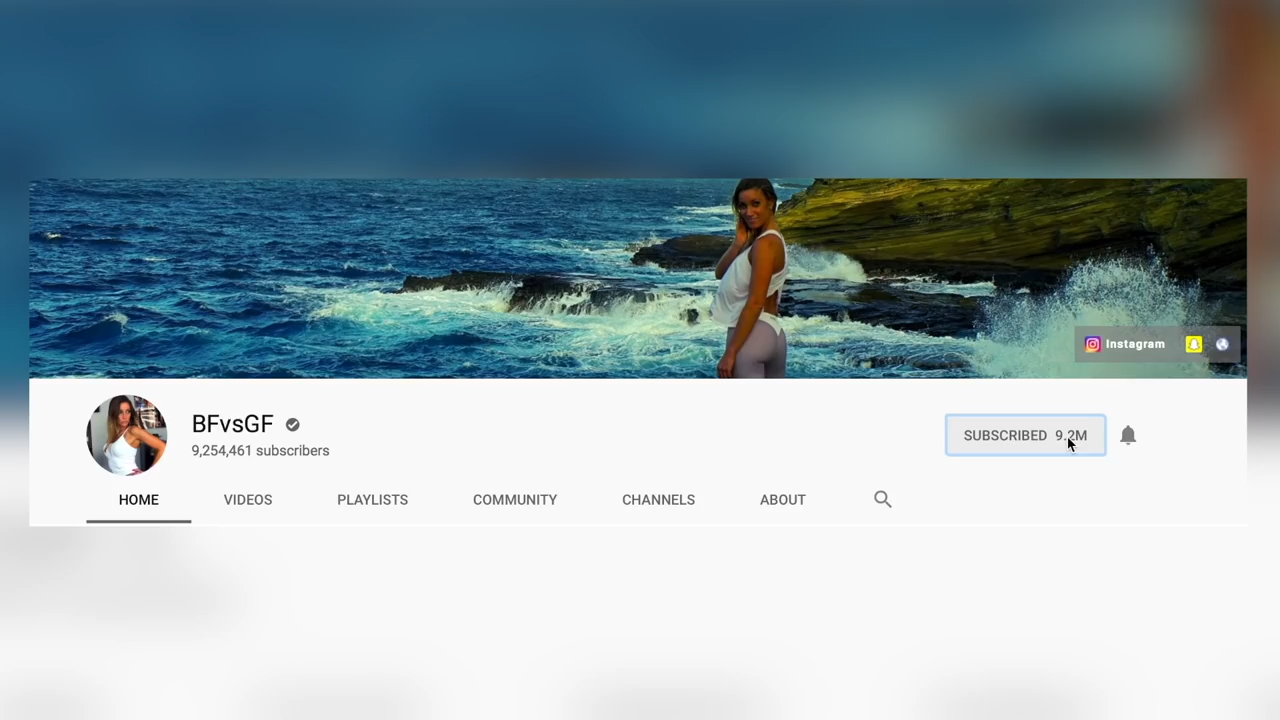 Instagram
BFvsGF
9,254,461 subscribers
SUBSCRIBED 9.2M
HOME VIDEOS PLAYLISTS COMMUNITY CHANNELS ABOUT